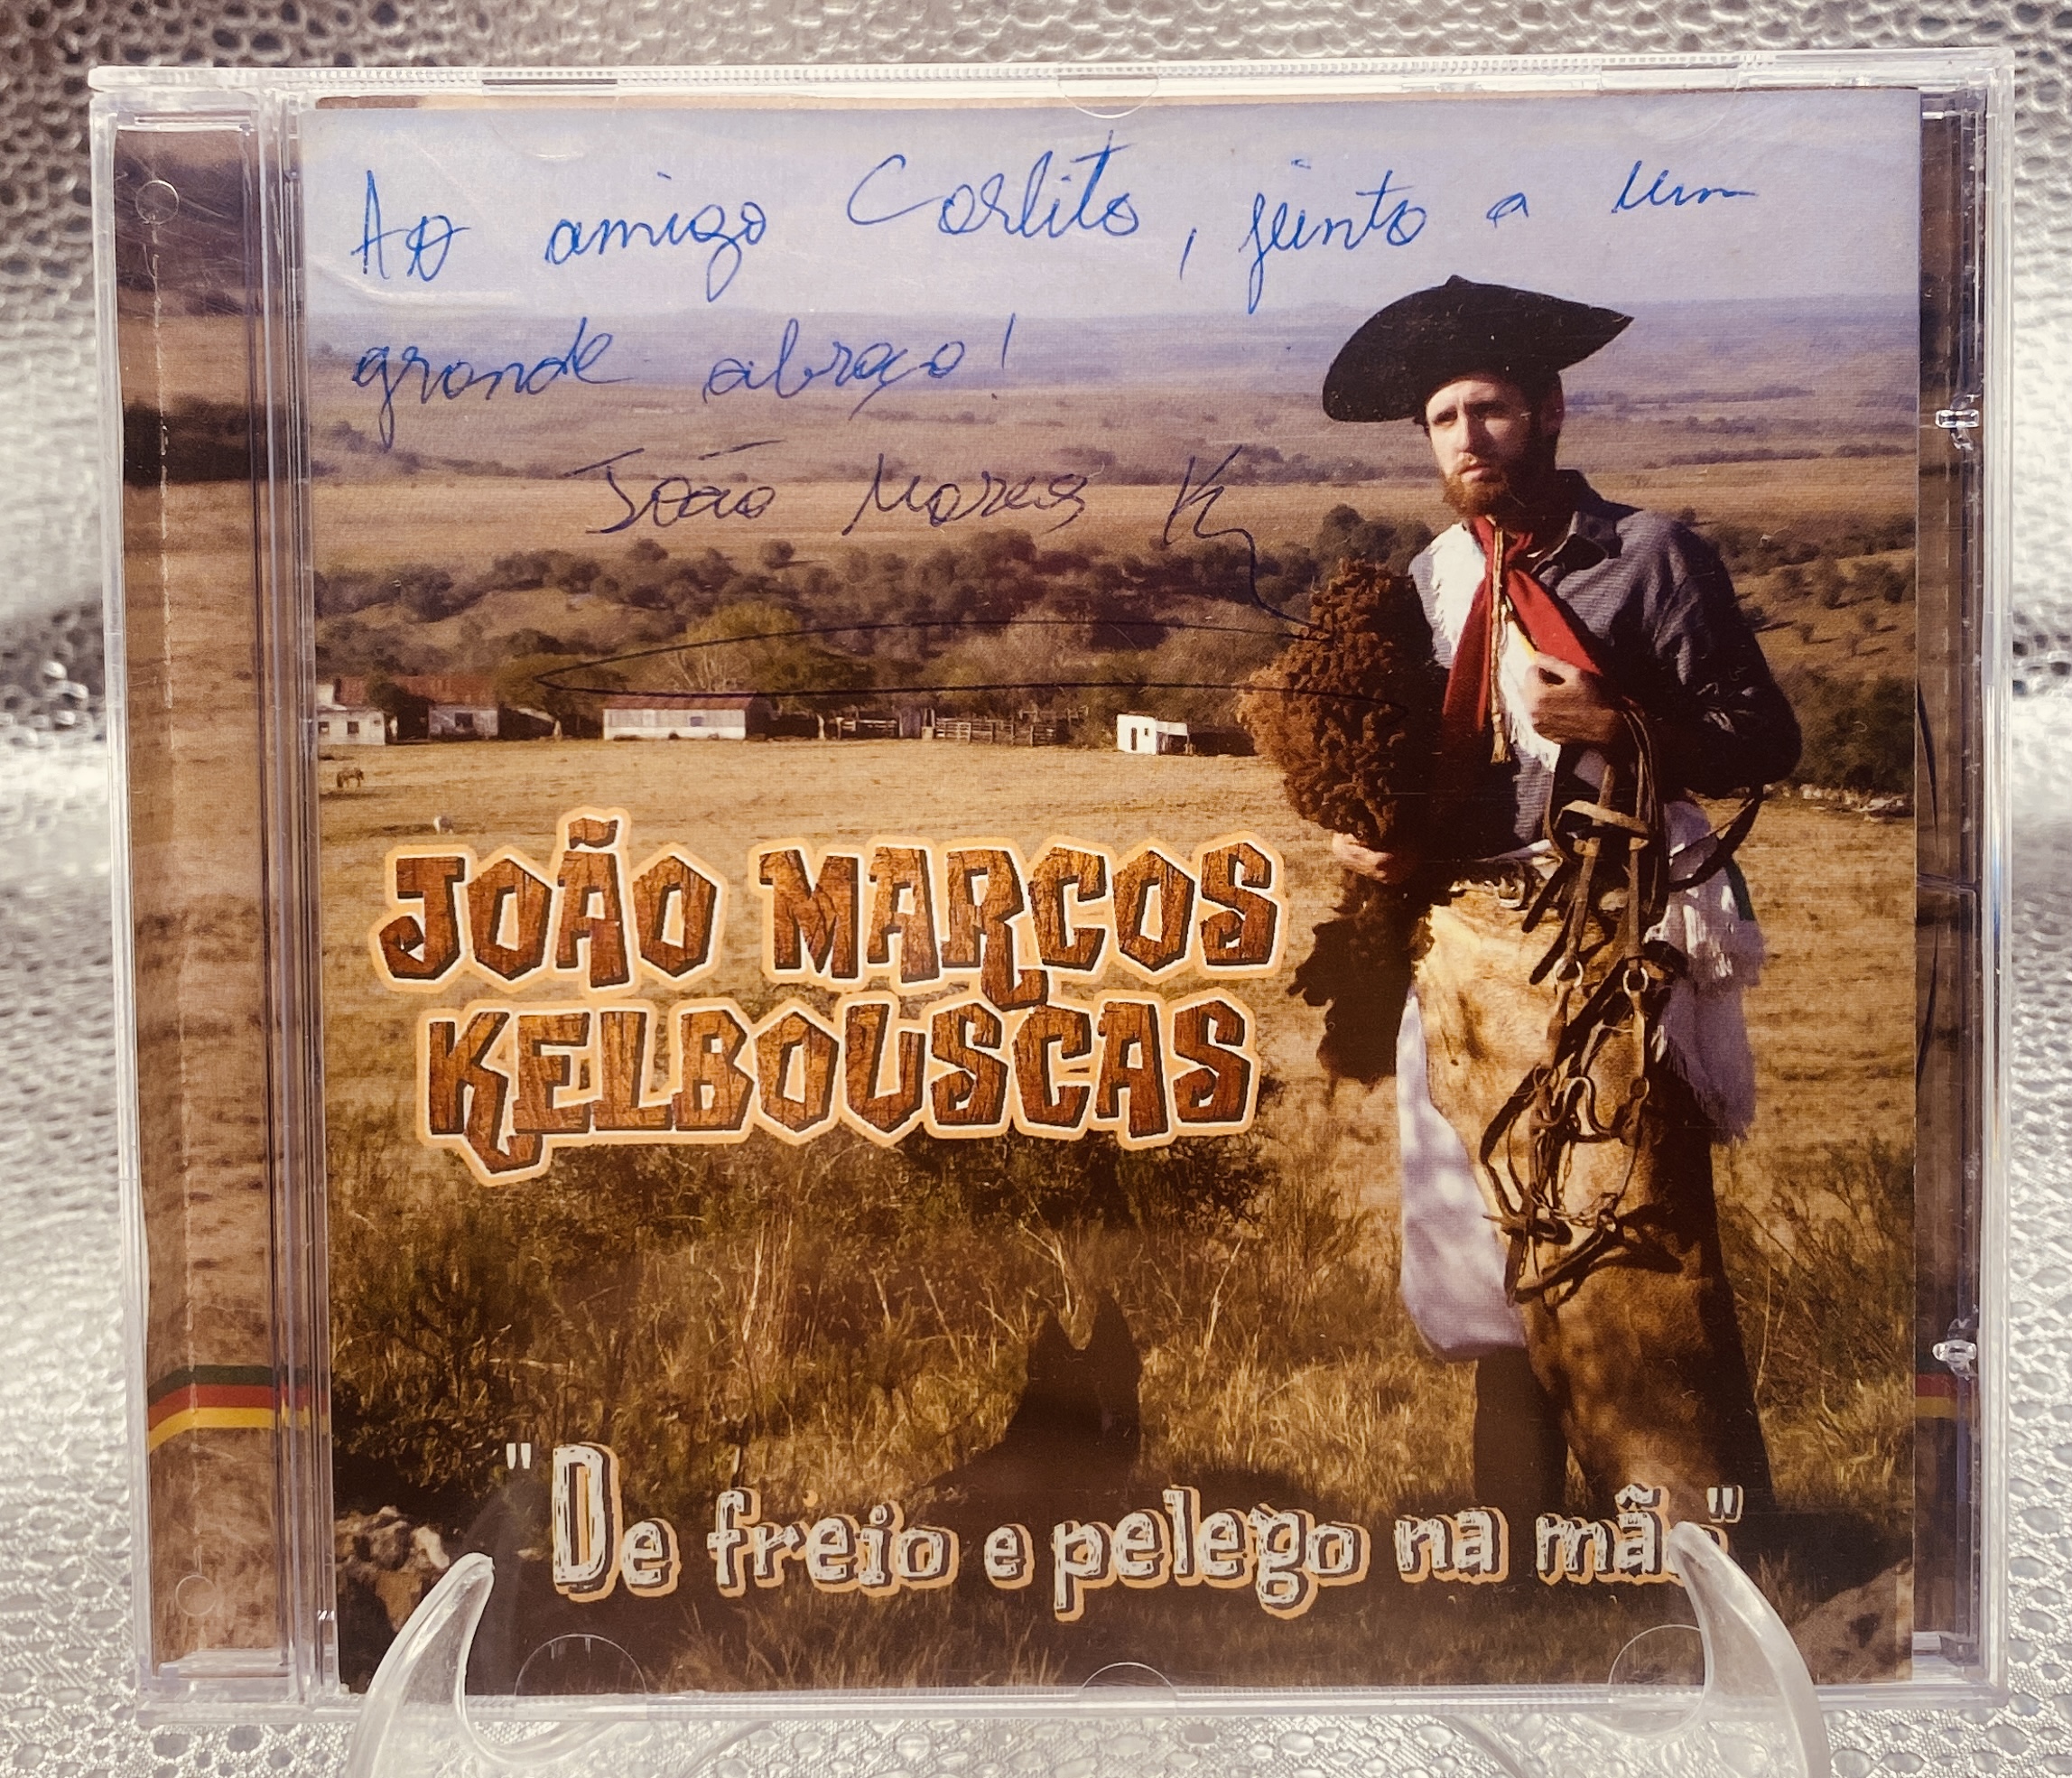 Ao amigo Carlito, junto a um
grande abraço!
João Marcos K
JOÃO MARCOS
KELBOUSCAS
"De freio e pelego na mão"